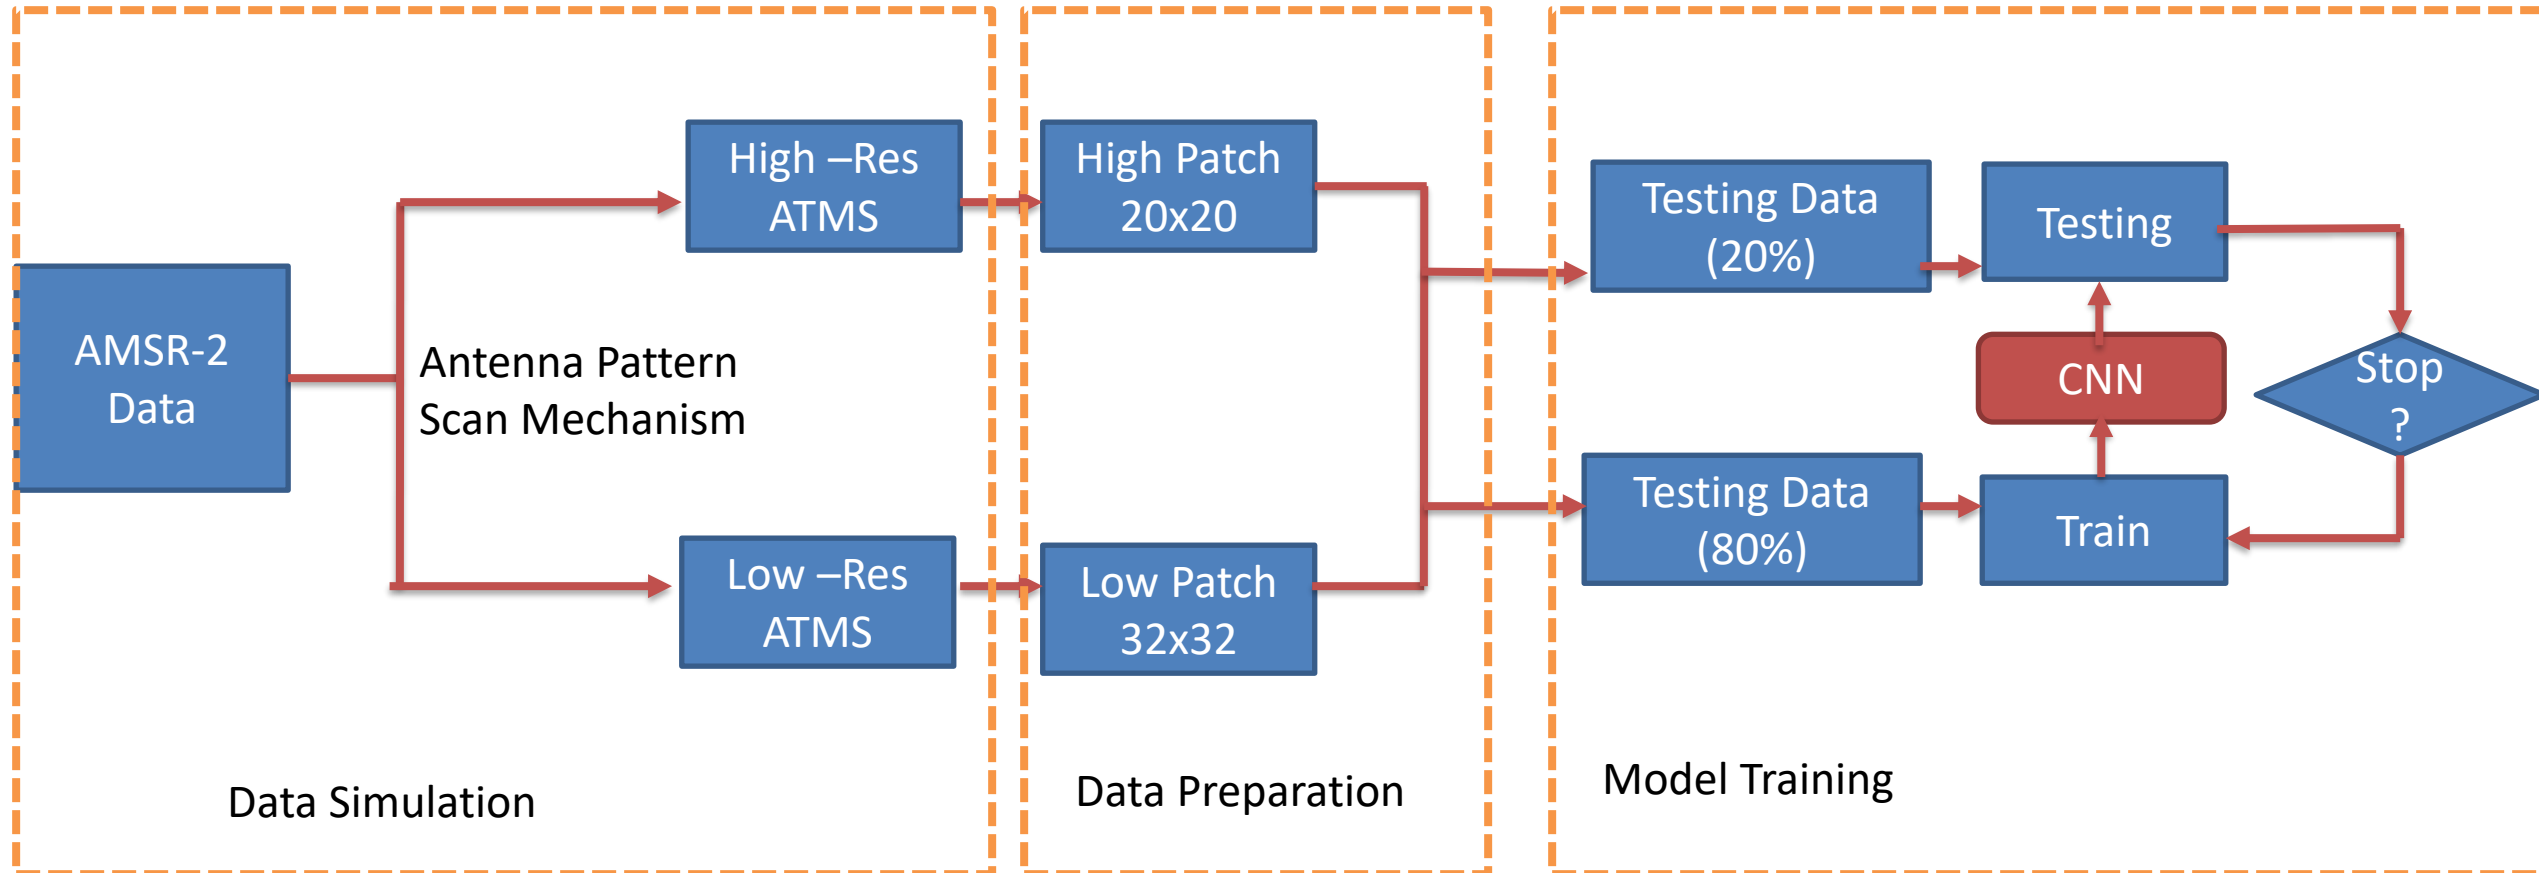 AMSR-2
Data
Antenna Pattern
Scan Mechanism
High –Res
ATMS
Low –Res
ATMS
Data Simulation
High Patch
20x20
Low Patch
32x32
Data Preparation
Testing Data
(20%)
Testing
CNN
Stop
?
Testing Data
(80%)
Train
Model Training